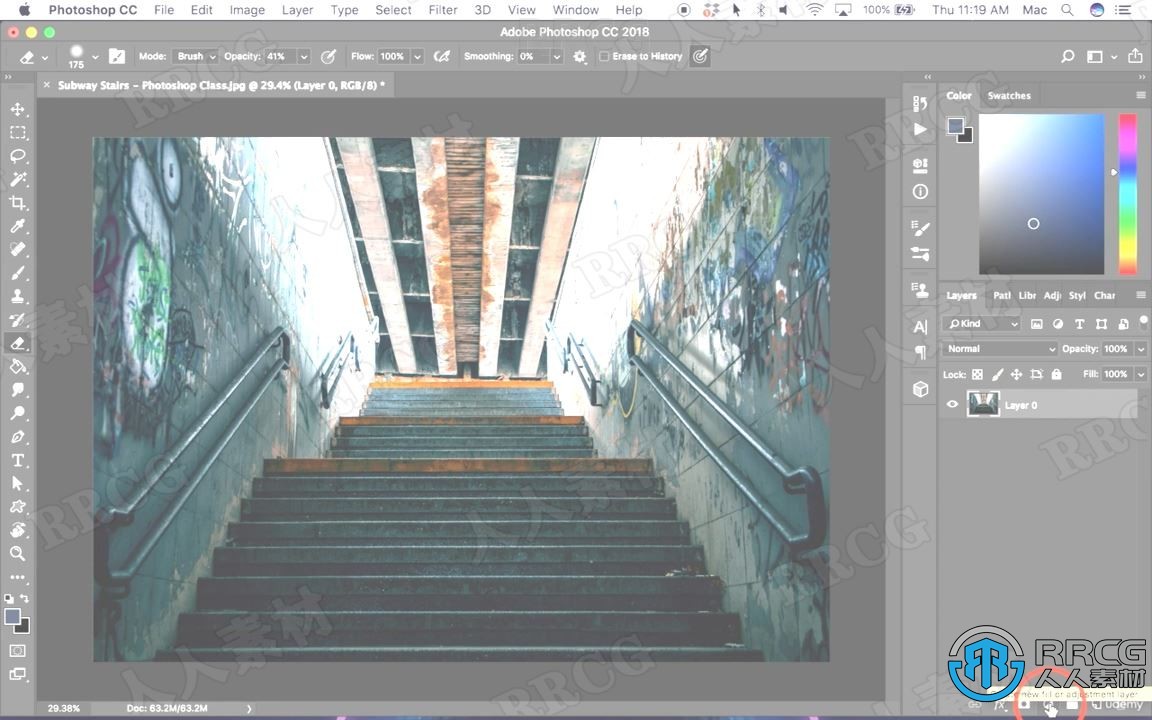 Photoshop CC File Edit Image Layer Type Select Filter 3D View Window Help 100% Thu 11:19 AM Mac
Adobe Photoshop CC 2018
175 Mode: Brush Opacity: 41% Flow: 100% Smoothing: 0% Erase to History
× Subway Stairs - Photoshop Class.jpg @ 29.4% (Layer 0, RGB/8) *
Color Swatches
Layers Patl Libr Adj Styl Char
Kind
Normal Opacity: 100%
Lock: Fill: 100%
Layer 0
RRCG
人人素材
new fill or adjustment layer
fx
ûdemy
29.38% Doc: 63.2M/63.2M